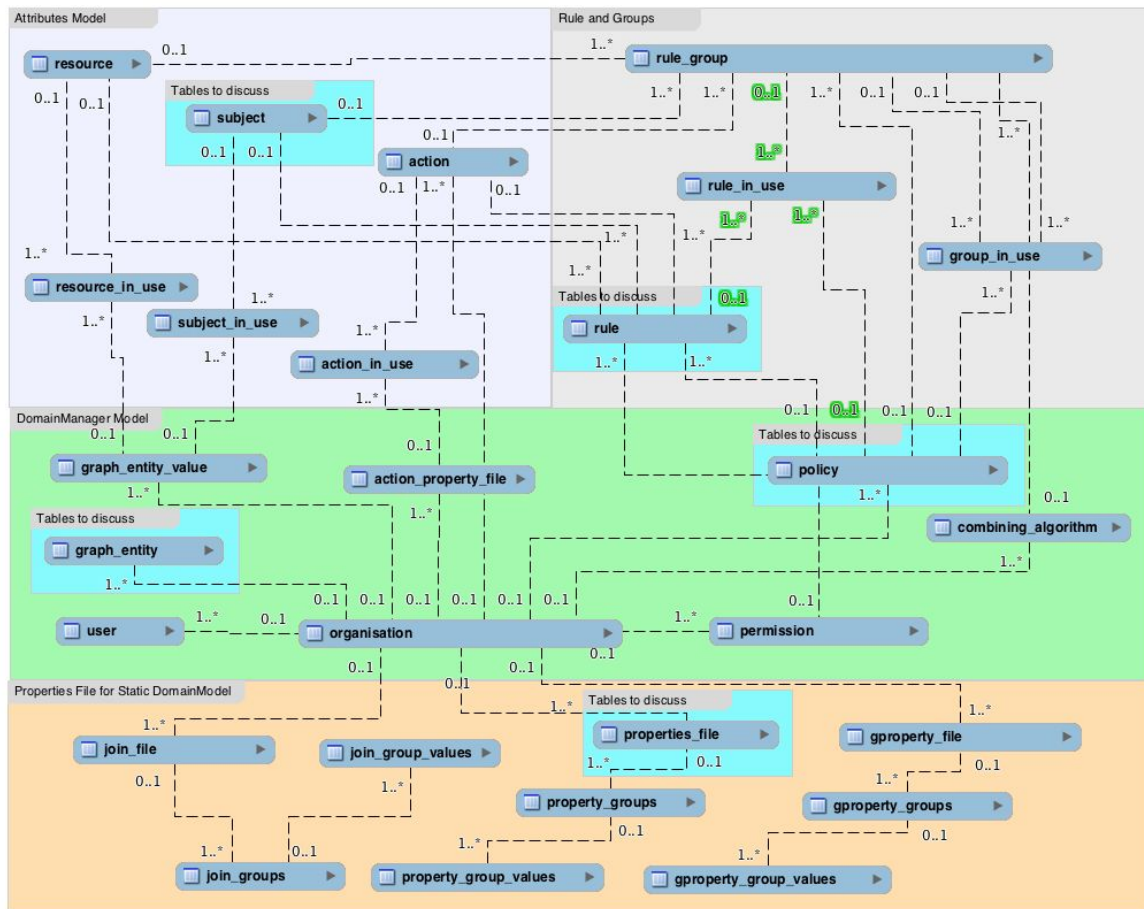 Attributes Model
Rule and Groups
0..1
1..*
resource
rule_group
0..1
0..1
Tables to discuss
0..1
1..*
1..*
0..1
1..*
0..1
0..1
1..*
subject
0..1
0..1
0..1
action
1..*
0..1
1..*
0..1
rule_in_use
1..*
1..*
1..*
1..*
1..*
1..*
1..*
group_in_use
1..*
resource_in_use
1..*
Tables to discuss
0..1
1..*
1..*
subject_in_use
1..*
rule
1..*
action_in_use
1..*
1..*
1..*
1..*
DomainManager Model
0..1
0..1
0..1
0..1
0..1
0..1
Tables to discuss
0..1
graph_entity_value
action_property_file
policy
1..*
1..*
0..1
Tables to discuss
1..*
combining_algorithm
graph_entity
1..*
1..*
0..1
0..1
0..1
0..1
0..1
0..1
0..1
user
1..*
0..1
organisation
1..*
permission
0..1
0..1
0..1
0..1
Properties File for Static DomainModel
Tables to discuss
1..*
1..*
1..*
join_file
join_group_values
properties_file
gproperty_file
0..1
1..*
1..*
0..1
1..*
0..1
property_groups
gproperty_groups
0..1
0..1
1..*
0..1
1..*
1..*
join_groups
property_group_values
gproperty_group_values